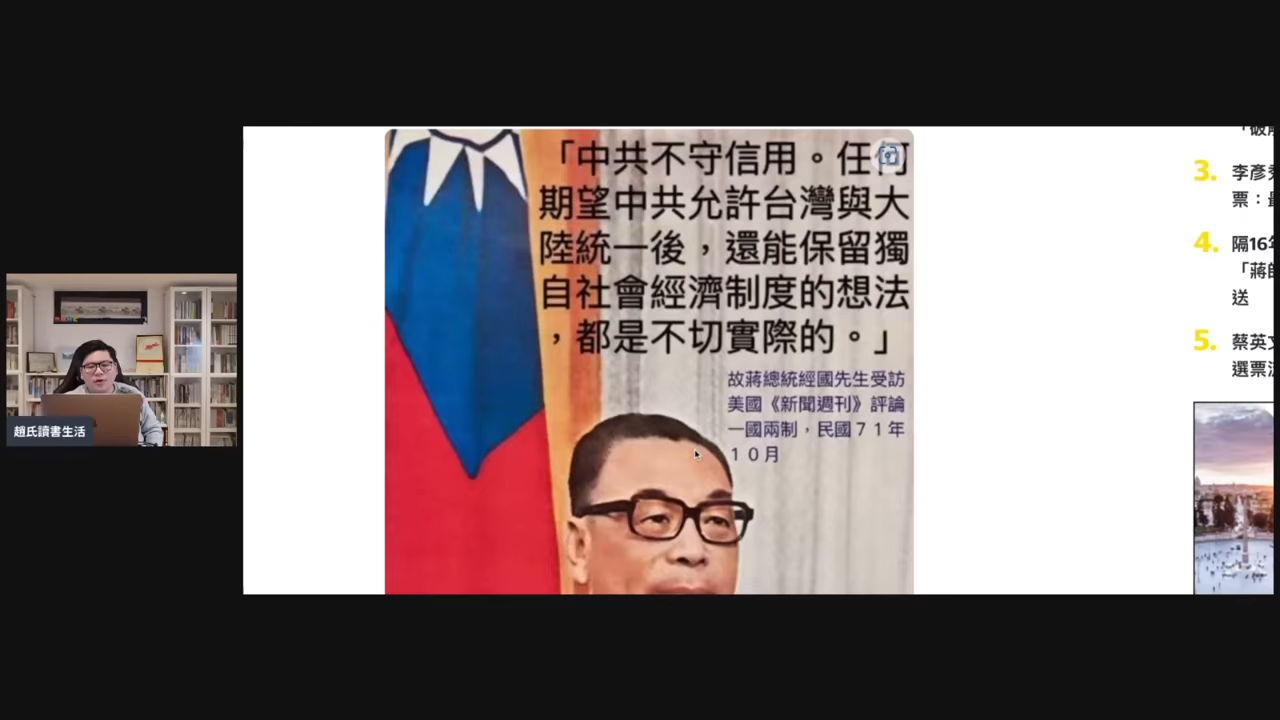 「中共不守信用。任何
期望中共允許台灣與大
陸統一後，還能保留獨
自社會經濟制度的想法
，都是不切實際的。」
故蔣總統經國先生受訪
美國《新聞週刊》評論
一國兩制，民國７１年
１０月
趙氏讀書生活
3.
李彥
票：
4.
隔16年
「蔣
送
5.
蔡英文
選票